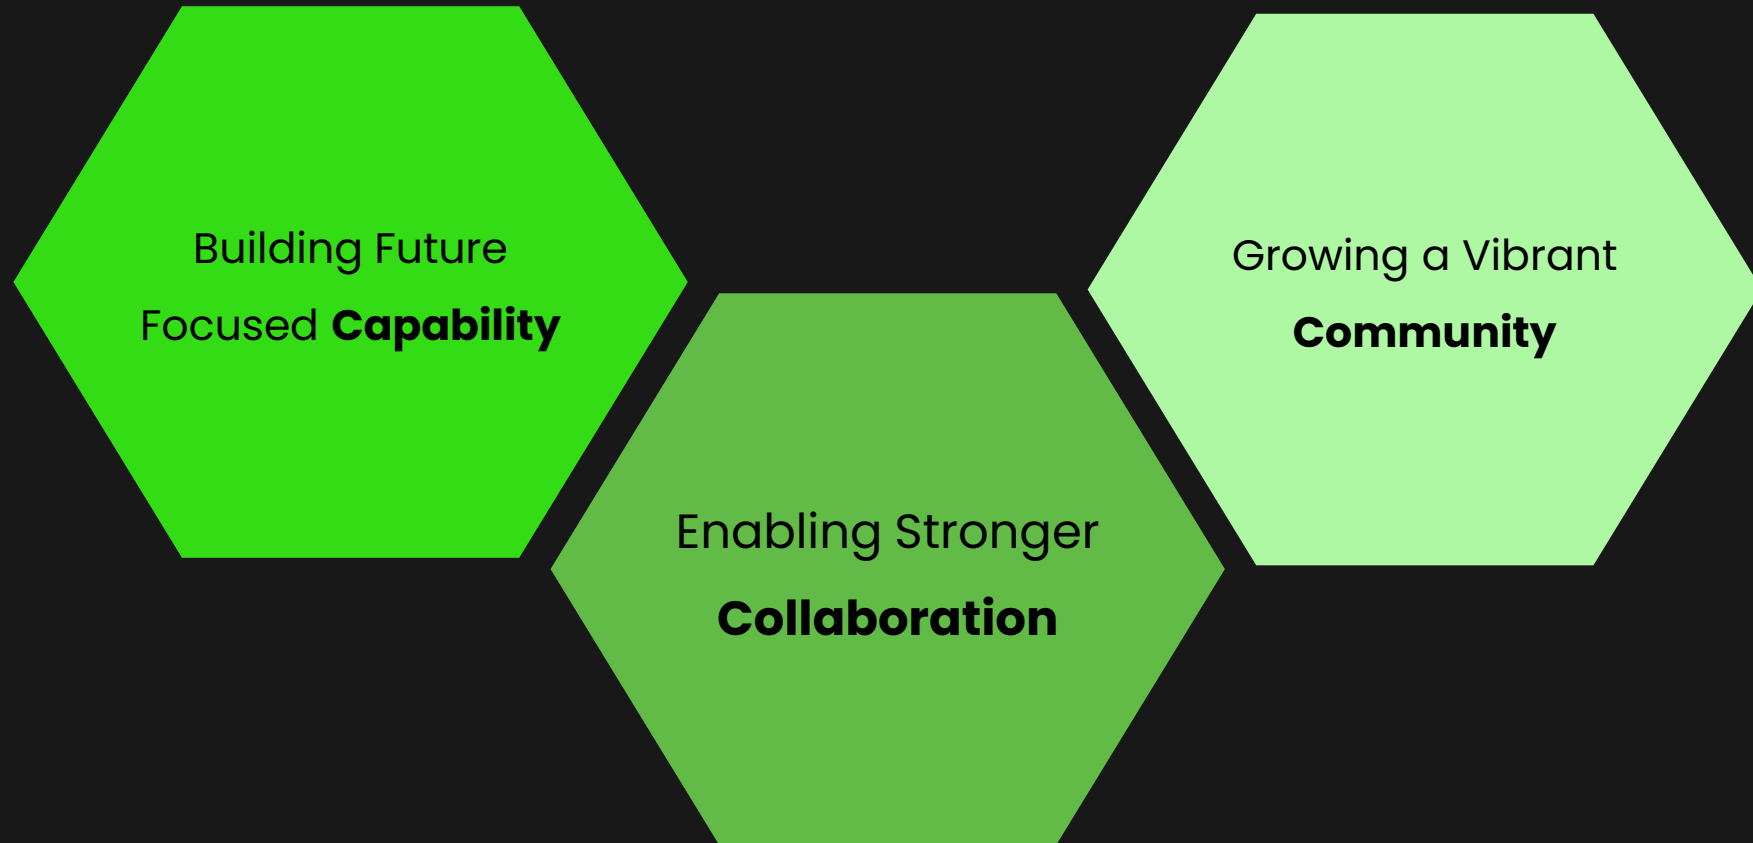 Building Future
Focused Capability
Enabling Stronger
Collaboration
Growing a Vibrant
Community